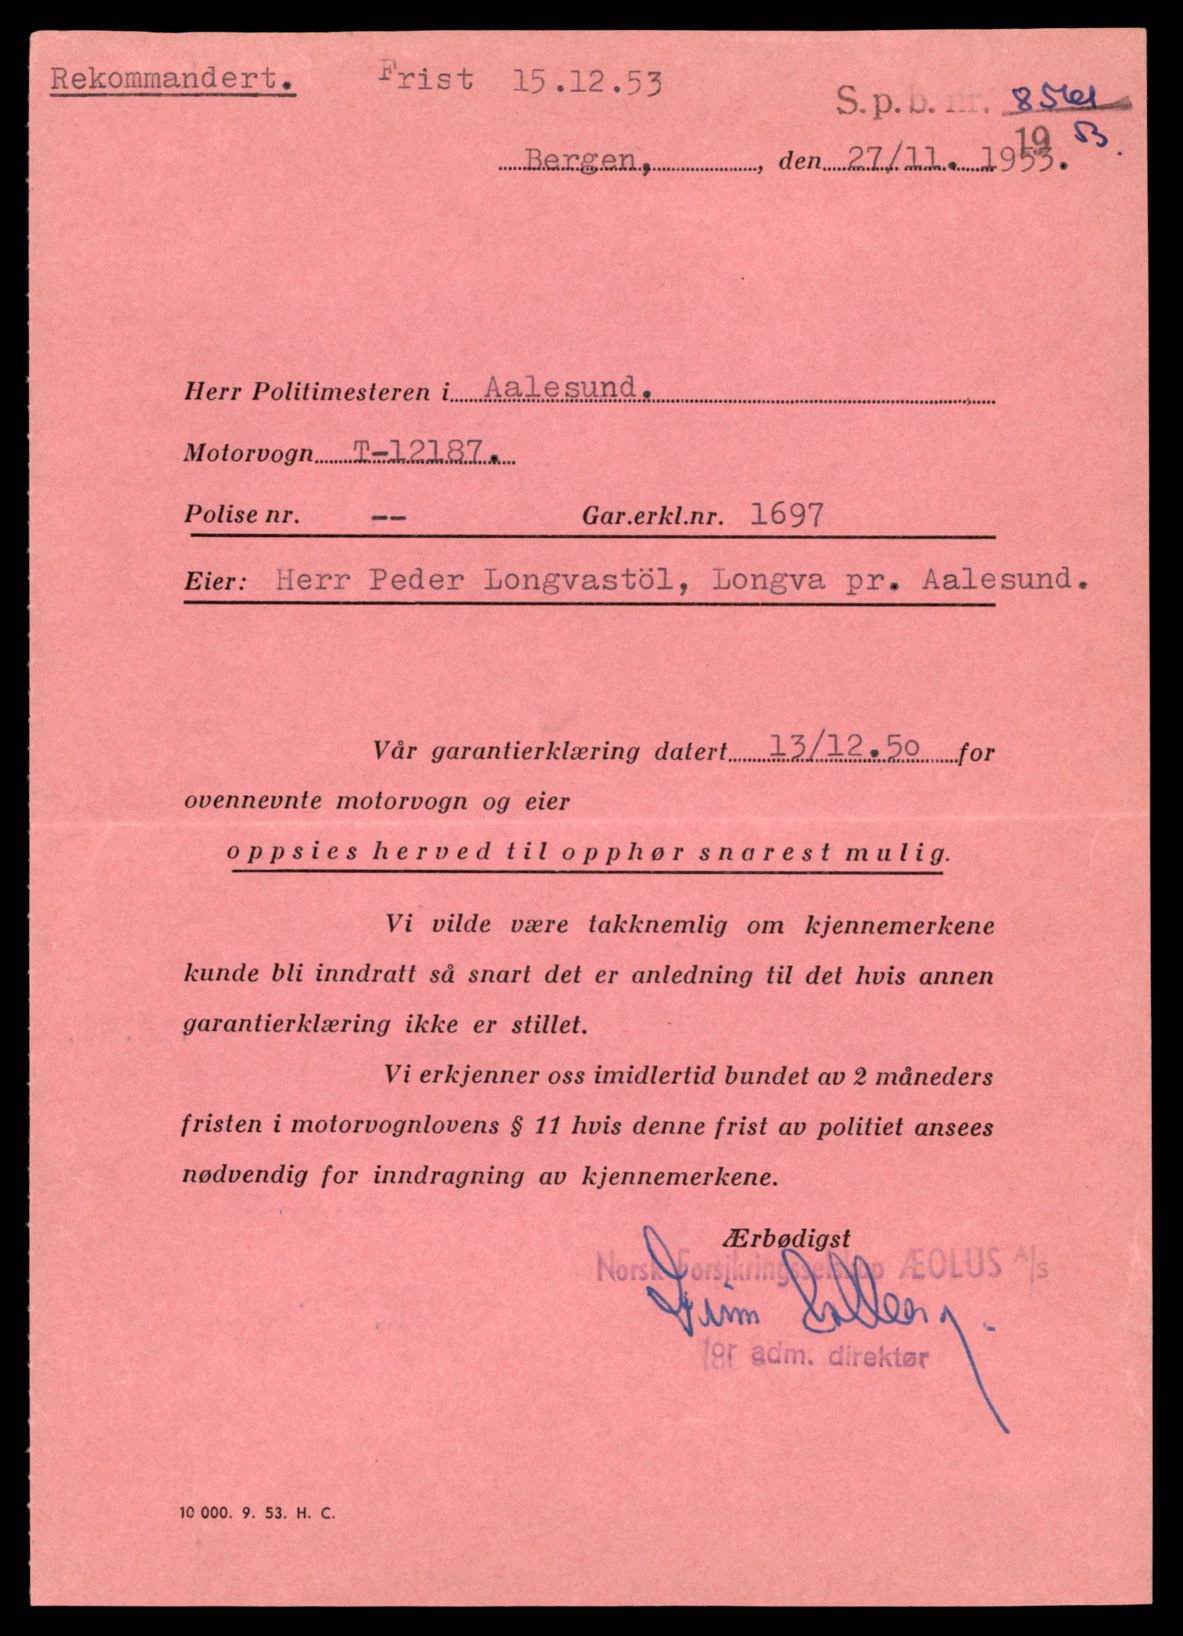 Rekommandert. Frist 15.12.53
S.p.b. nr.
19 53.
Bergen, , den 27/11. 1953.
Herr Politimesteren i Aalesund.
Motorvogn T-12187.
Polise nr. -- Gar.erkl.nr. 1697
Eier: Herr Peder Longvastöl, Longva pr. Aalesund.
Vår garantierklæring datert 13/12.50 for
ovennevnte motorvogn og eier
oppsies herved til opphør snarest mulig.
Vi vilde være takknemlig om kjennemerkene
kunde bli inndratt så snart det er anledning til det hvis annen
garantierklæring ikke er stillet.
Vi erkjenner oss imidlertid bundet av 2 måneders
fristen i motorvognlovens § 11 hvis denne frist av politiet ansees
nødvendig for inndragning av kjennemerkene.
Ærbødigst
Norsk Forsikringsselskap ÆOLUS A/S
for adm. direktør
10 000. 9. 53. H. C.